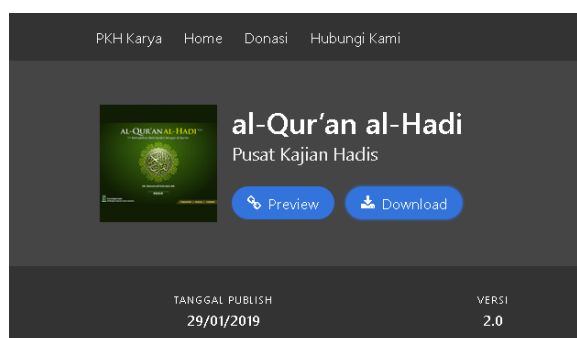 PKH Karya Home Donasi Hubungi Kami
AL-QUR'AN AL-HADI
al-Qur’an al-Hadi
Pusat Kajian Hadis
Preview Download
TANGGAL PUBLISH VERSI
29/01/2019 2.0